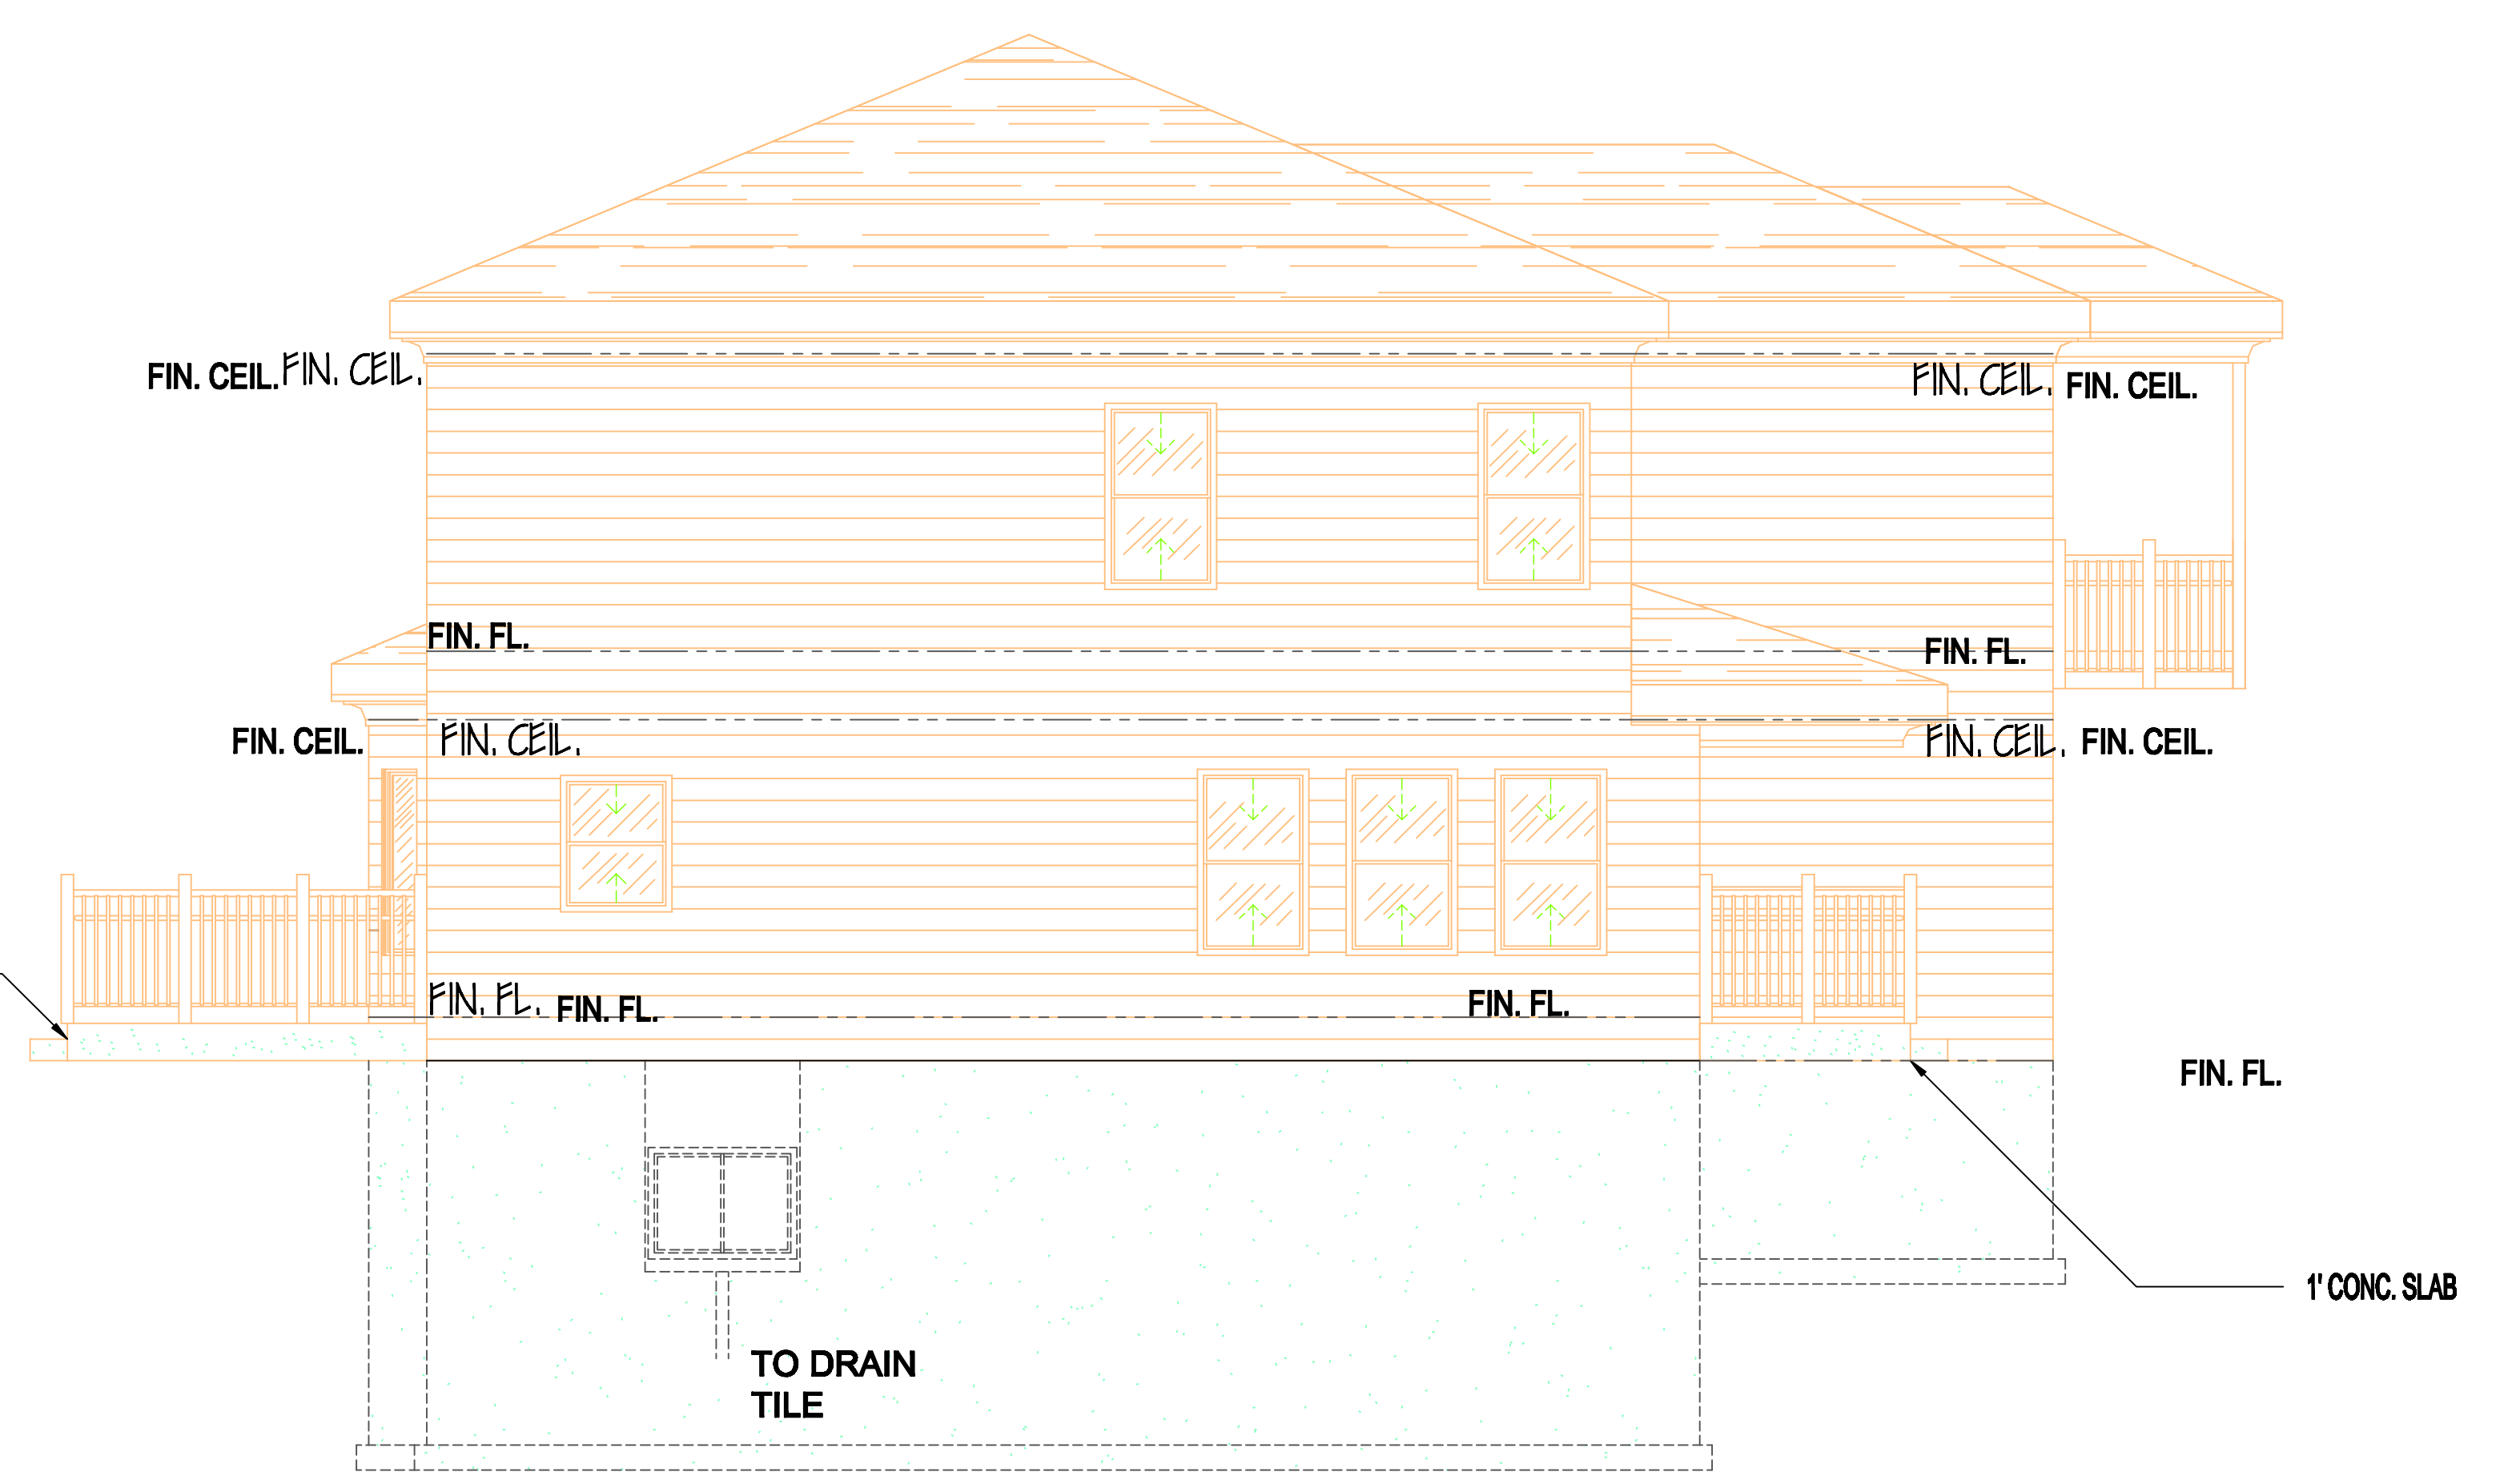 FIN. CEIL. FIN. CEIL. FIN. CEIL. FIN. CEIL.
FIN. FL. FIN. FL.
FIN. CEIL. FIN. CEIL. FIN. CEIL. FIN. CEIL.
FIN. FL. FIN. FL. FIN. FL.
FIN. FL.
1' CONC. SLAB
TO DRAIN
TILE